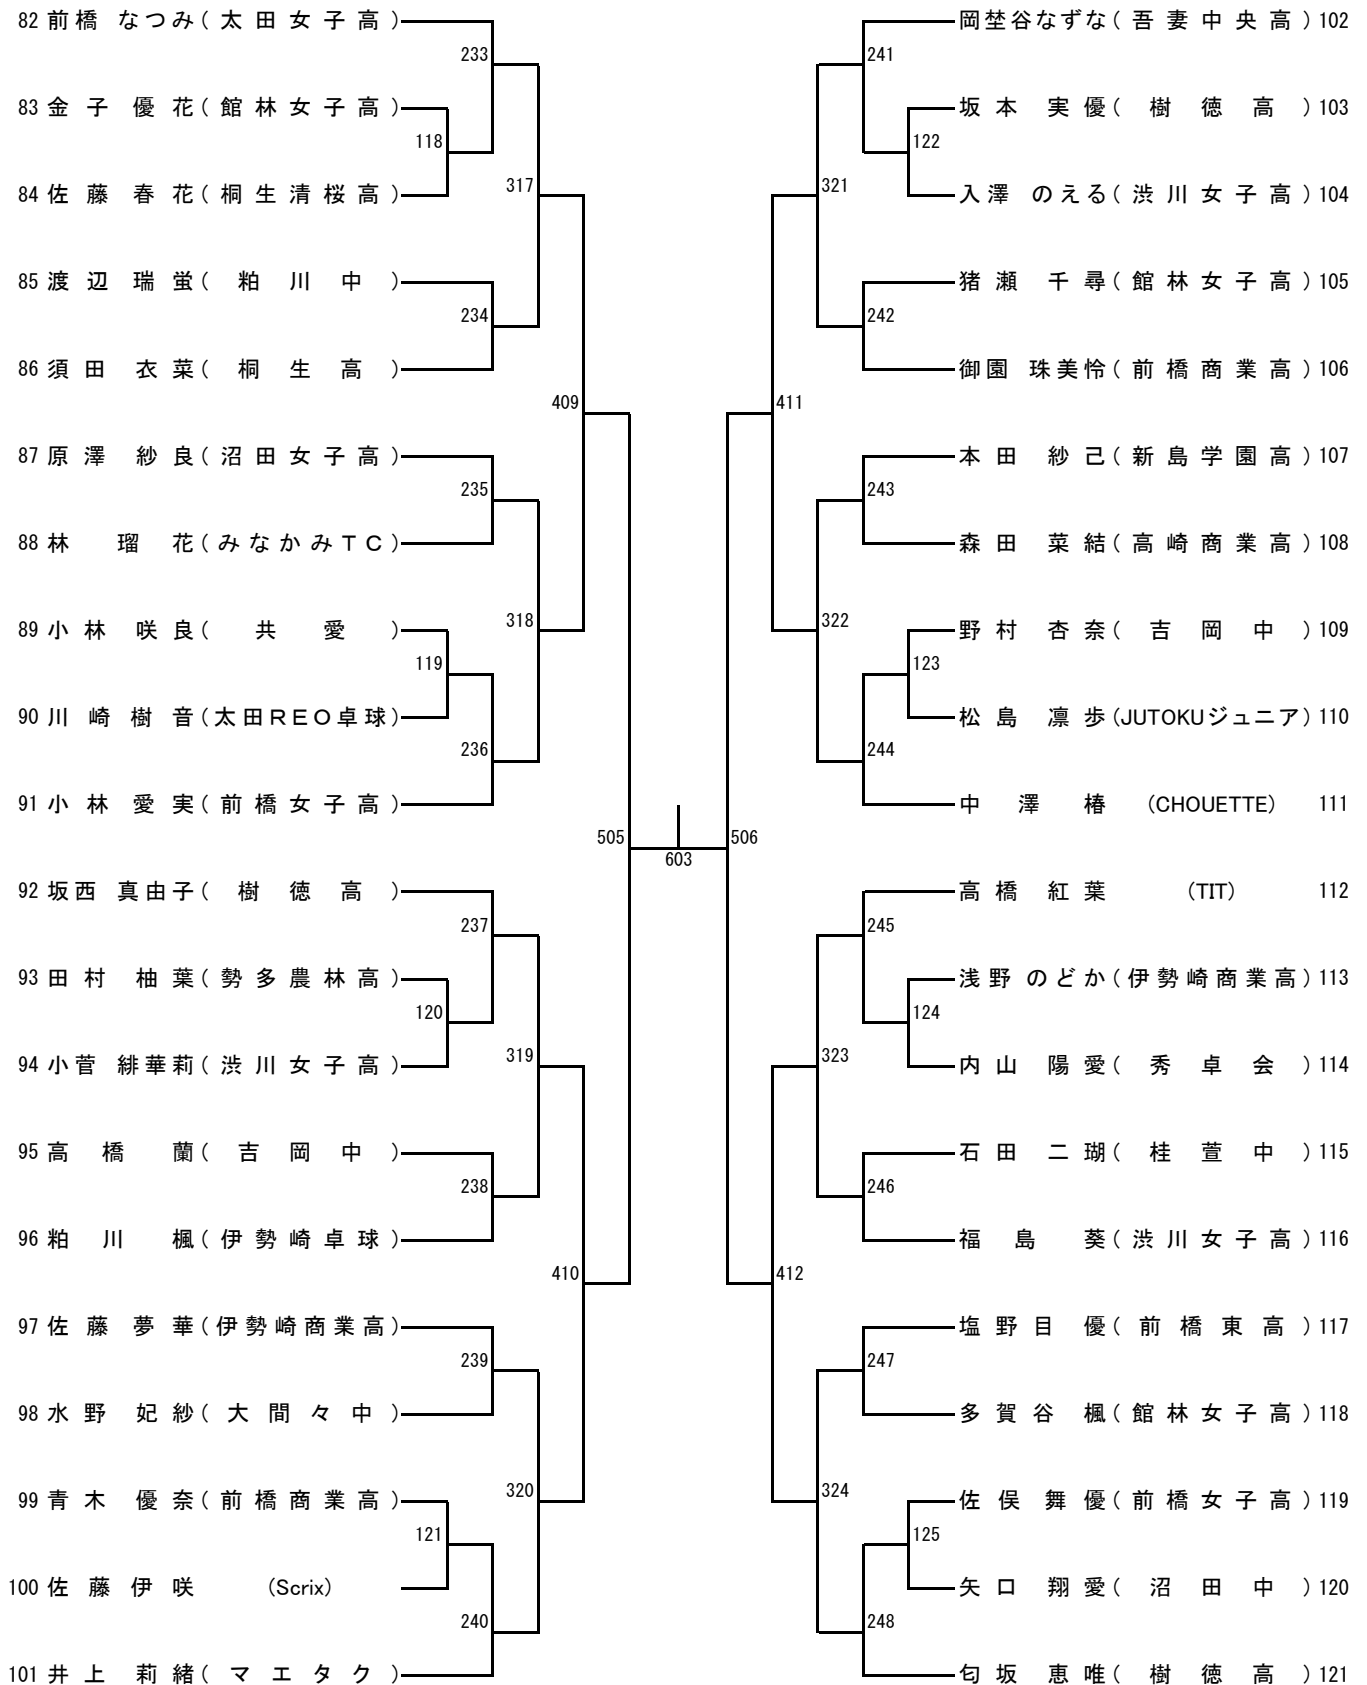 82 前橋 なつみ(太田女子高)
233
83 金子 優花(館林女子高)
118
84 佐藤 春花(桐生清桜高)
317
85 渡辺 瑞蛍(粕川中)
234
86 須田 衣菜(桐生高)
409
87 原澤 紗良(沼田女子高)
235
88 林 瑠花(みなかみTC)
318
89 小林 咲良(共愛)
119
90 川崎 樹音(太田REO卓球)
236
91 小林 愛実(前橋女子高)
505
92 坂西 真由子(樹徳高)
237
93 田村 柚葉(勢多農林高)
120
94 小菅 緋華莉(渋川女子高)
319
95 高橋 蘭(吉岡中)
238
96 粕川 楓(伊勢崎卓球)
410
97 佐藤 夢華(伊勢崎商業高)
239
98 水野 妃紗(大間々中)
320
99 青木 優奈(前橋商業高)
121
100 佐藤 伊咲 (Scrix)
240
101 井上 莉緒(マエタク)
603
岡埜谷なずな(吾妻中央高)102
241
坂本 実優(樹徳高)103
122
入澤 のえる(渋川女子高)104
321
猪瀬 千尋(館林女子高)105
242
御園 珠美怜(前橋商業高)106
411
本田 紗己(新島学園高)107
243
森田 菜結(高崎商業高)108
322
野村 杏奈(吉岡中)109
123
松島 凛歩(JUTOKUジュニア)110
244
中澤 椿 (CHOUETTE) 111
506
高橋 紅葉 (TIT) 112
245
浅野 のどか(伊勢崎商業高)113
124
内山 陽愛(秀卓会)114
323
石田 二瑚(桂萱中)115
246
福島 葵(渋川女子高)116
412
塩野目 優(前橋東高)117
247
多賀谷 楓(館林女子高)118
324
佐俣 舞優(前橋女子高)119
125
矢口 翔愛(沼田中)120
248
匂坂 恵唯(樹徳高)121